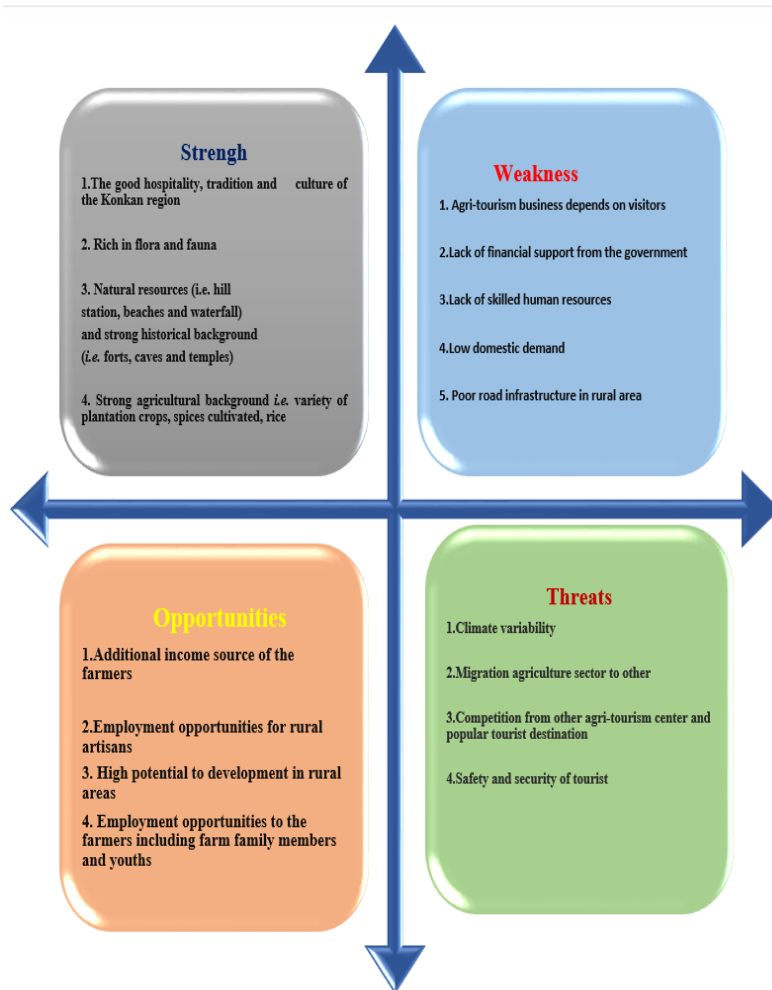 Strengh
1.The good hospitality, tradition and culture of
the Konkan region
2. Rich in flora and fauna
3. Natural resources (i.e. hill
station, beaches and waterfall)
and strong historical background
(i.e. forts, caves and temples)
4. Strong agricultural background i.e. variety of
plantation crops, spices cultivated, rice
Weakness
1. Agri-tourism business depends on visitors
2.Lack of financial support from the government
3.Lack of skilled human resources
4.Low domestic demand
5. Poor road infrastructure in rural area
Opportunities
1.Additional income source of the
farmers
2.Employment opportunities for rural
artisans
3. High potential to development in rural
areas
4. Employment opportunities to the
farmers including farm family members
and youths
Threats
1.Climate variability
2.Migration agriculture sector to other
3.Competition from other agri-tourism center and
popular tourist destination
4.Safety and security of tourist